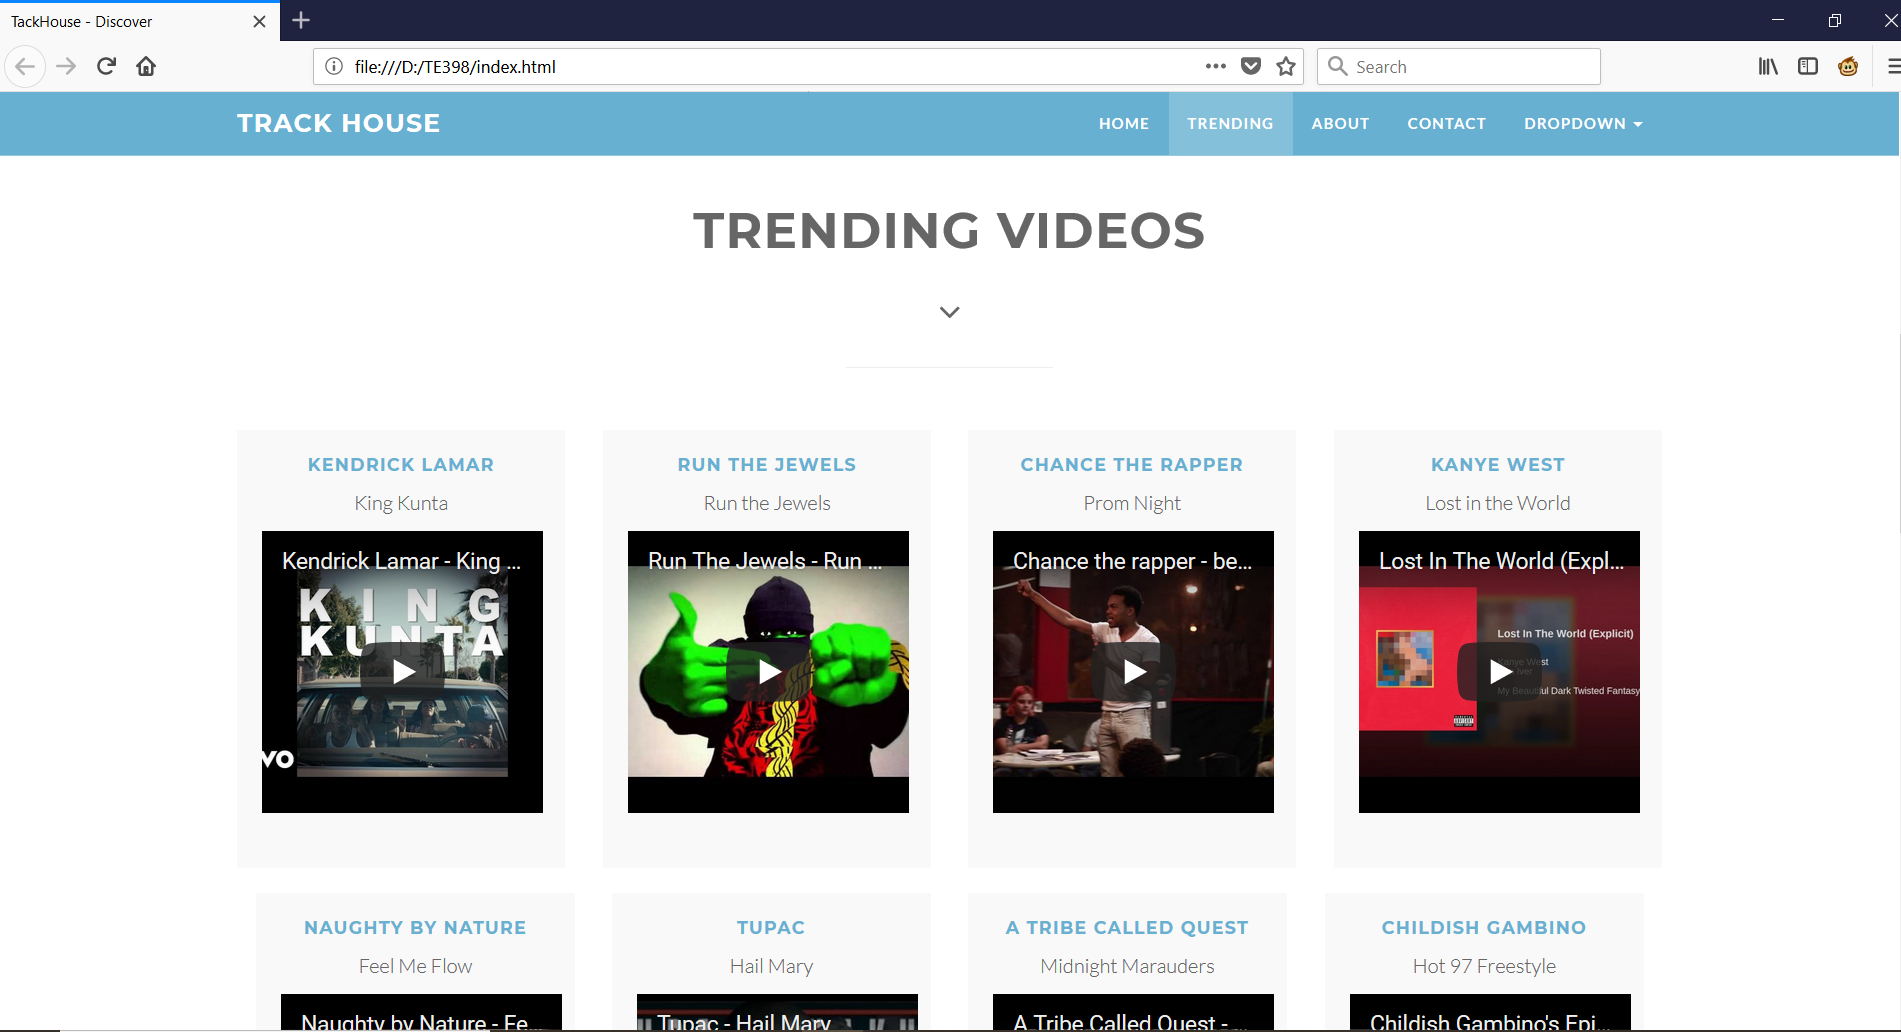 TackHouse - Discover
file:///D:/TE398/index.html
Search
TRACK HOUSE
HOME TRENDING ABOUT CONTACT DROPDOWN
TRENDING VIDEOS
KENDRICK LAMAR
King Kunta
Kendrick Lamar - King ...
KING
KUNTA
VO
RUN THE JEWELS
Run the Jewels
Run The Jewels - Run ...
CHANCE THE RAPPER
Prom Night
Chance the rapper - be...
KANYE WEST
Lost in the World
Lost In The World (Expl...
Lost In The World (Explicit)
Kanye West
My Beautiful Dark Twisted Fantasy
NAUGHTY BY NATURE
Feel Me Flow
Naughty by Nature - Fe...
TUPAC
Hail Mary
Tupac - Hail Mary
A TRIBE CALLED QUEST
Midnight Marauders
A Tribe Called Quest - ...
CHILDISH GAMBINO
Hot 97 Freestyle
Childish Gambino's Epi...